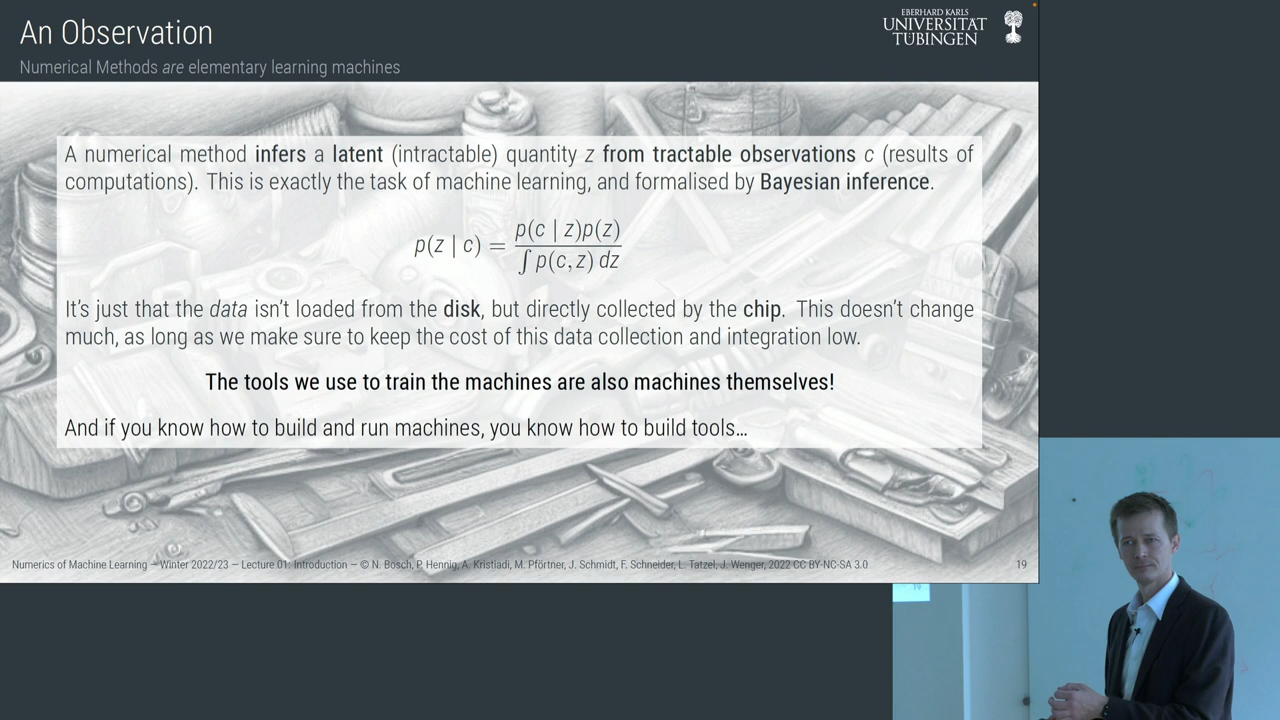 An Observation
Numerical Methods are elementary learning machines
EBERHARD KARLS
UNIVERSITÄT
TÜBINGEN
A numerical method infers a latent (intractable) quantity z from tractable observations c (results of
computations). This is exactly the task of machine learning, and formalised by Bayesian inference.
p(z | c) = p(c | z)p(z) / ∫ p(c, z) dz
It's just that the data isn't loaded from the disk, but directly collected by the chip. This doesn't change
much, as long as we make sure to keep the cost of this data collection and integration low.
The tools we use to train the machines are also machines themselves!
And if you know how to build and run machines, you know how to build tools…
Numerics of Machine Learning — Winter 2022/23 — Lecture 01: Introduction — © N. Bosch, P. Hennig, A. Kristiadi, M. Pförtner, J. Schmidt, F. Schneider, L. Tatzel, J. Wenger, 2022 CC BY-NC-SA 3.0
19